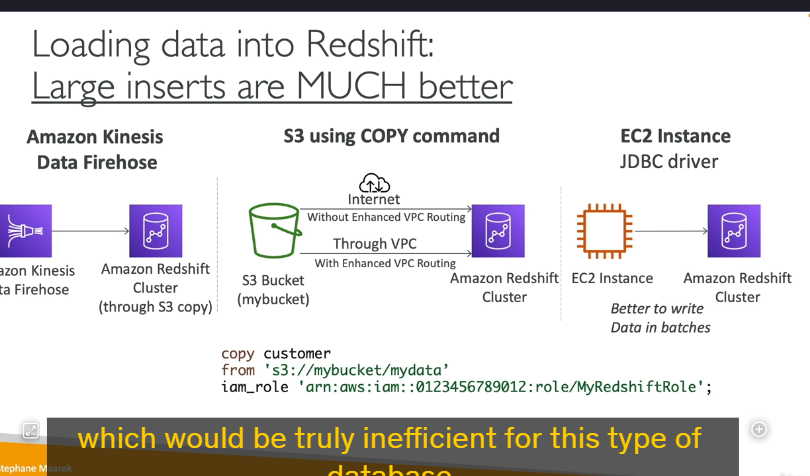 Loading data into Redshift:
Large inserts are MUCH better
Amazon Kinesis
Data Firehose
azon Kinesis
ta Firehose
Amazon Redshift
Cluster
(through S3 copy)
S3 using COPY command
Internet
Without Enhanced VPC Routing
Through VPC
With Enhanced VPC Routing
S3 Bucket
(mybucket)
Amazon Redshift
Cluster
EC2 Instance
JDBC driver
EC2 Instance
Amazon Redshift
Cluster
Better to write
Data in batches
copy customer
from 's3://mybucket/mydata’
iam_role 'arn:aws:iam::0123456789012:role/MyRedshiftRole';
which would be truly inefficient for this type of
database
tephane Maarek